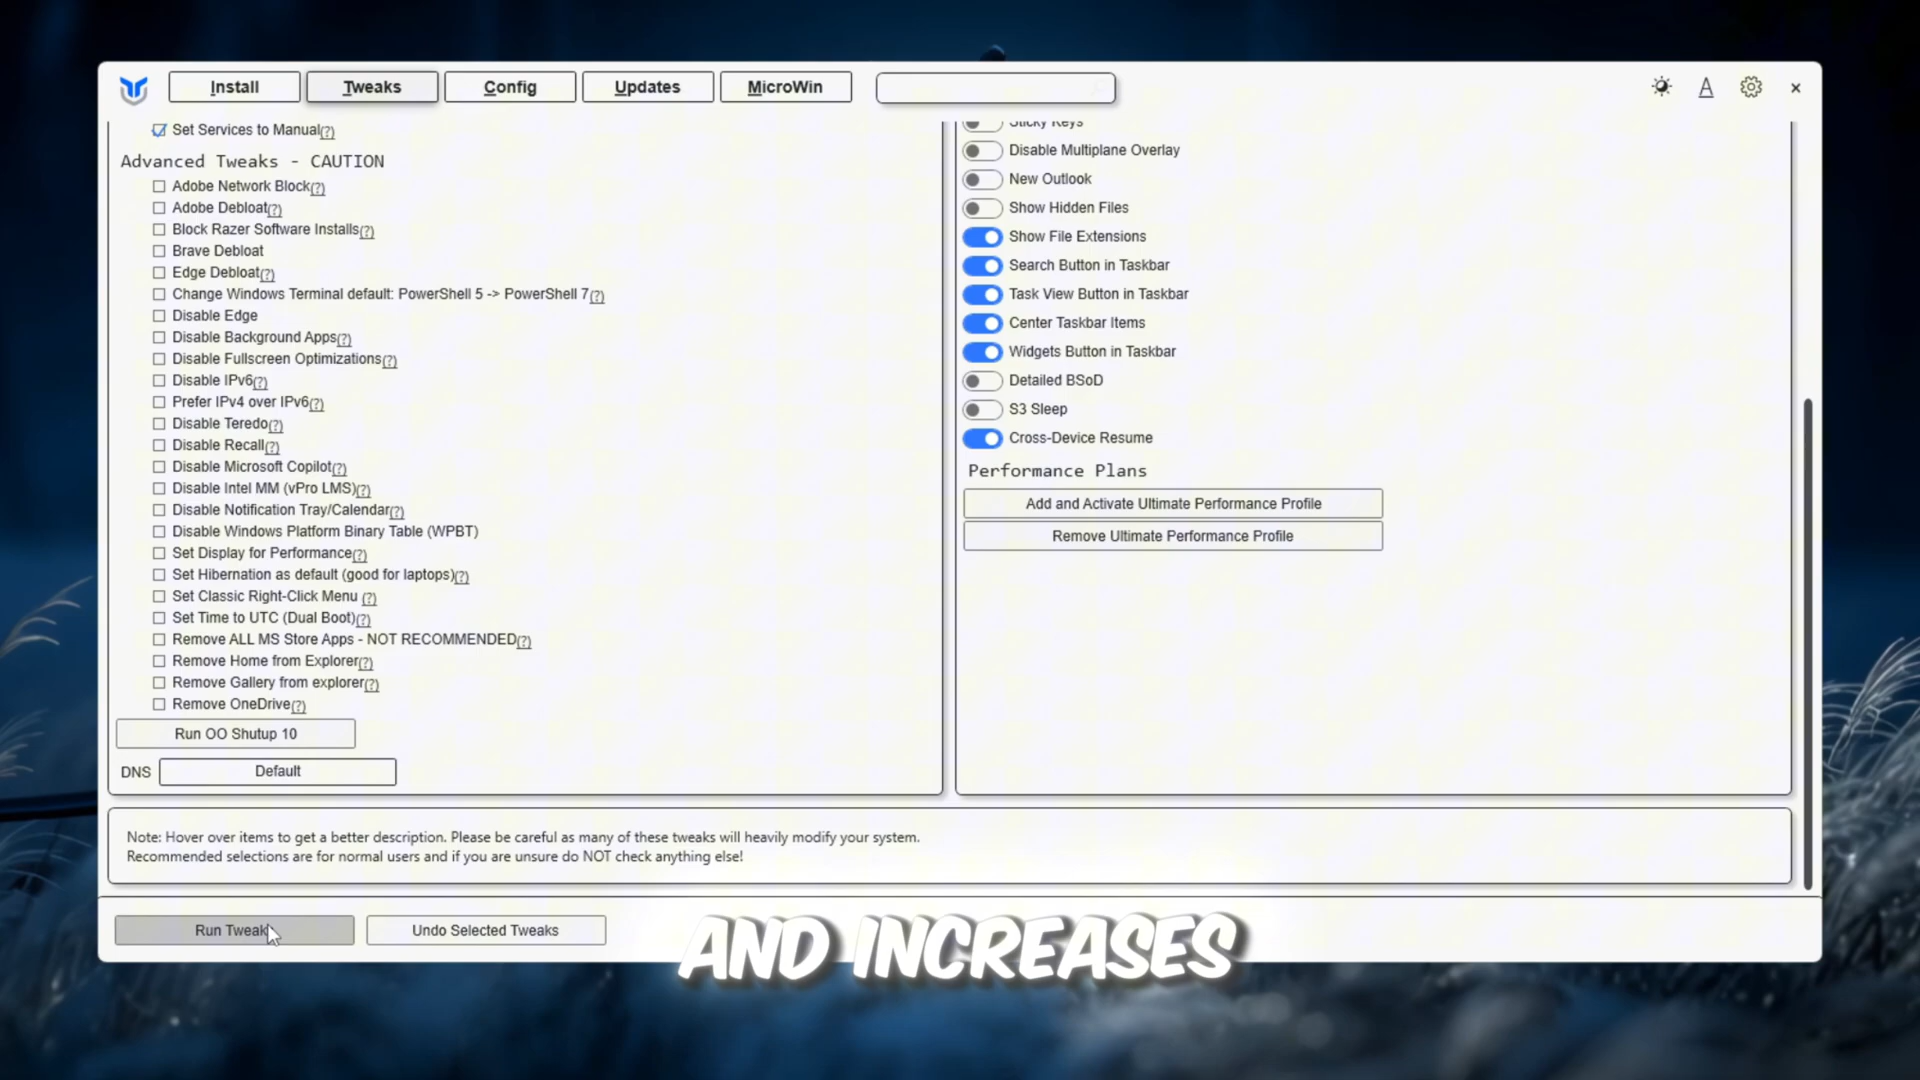 Install
Tweaks
Config
Updates
MicroWin
A
Set Services to Manual(?)
Advanced Tweaks - CAUTION
Adobe Network Block(?)
Adobe Debloat(?)
Block Razer Software Installs(?)
Brave Debloat
Edge Debloat(?)
Change Windows Terminal default: PowerShell 5 -> PowerShell 7(?)
Disable Edge
Disable Background Apps(?)
Disable Fullscreen Optimizations(?)
Disable IPv6(?)
Prefer IPv4 over IPv6(?)
Disable Teredo(?)
Disable Recall(?)
Disable Microsoft Copilot(?)
Disable Intel MM (vPro LMS)(?)
Disable Notification Tray/Calendar(?)
Disable Windows Platform Binary Table (WPBT)
Set Display for Performance(?)
Set Hibernation as default (good for laptops)(?)
Set Classic Right-Click Menu (?)
Set Time to UTC (Dual Boot)(?)
Remove ALL MS Store Apps - NOT RECOMMENDED(?)
Remove Home from Explorer(?)
Remove Gallery from explorer(?)
Remove OneDrive(?)
Run OO Shutup 10
DNS
Default
Sticky Keys
Disable Multiplane Overlay
New Outlook
Show Hidden Files
Show File Extensions
Search Button in Taskbar
Task View Button in Taskbar
Center Taskbar Items
Widgets Button in Taskbar
Detailed BSoD
S3 Sleep
Cross-Device Resume
Performance Plans
Add and Activate Ultimate Performance Profile
Remove Ultimate Performance Profile
Note: Hover over items to get a better description. Please be careful as many of these tweaks will heavily modify your system.
Recommended selections are for normal users and if you are unsure do NOT check anything else!
Run Tweaks
Undo Selected Tweaks
AND INCREASES